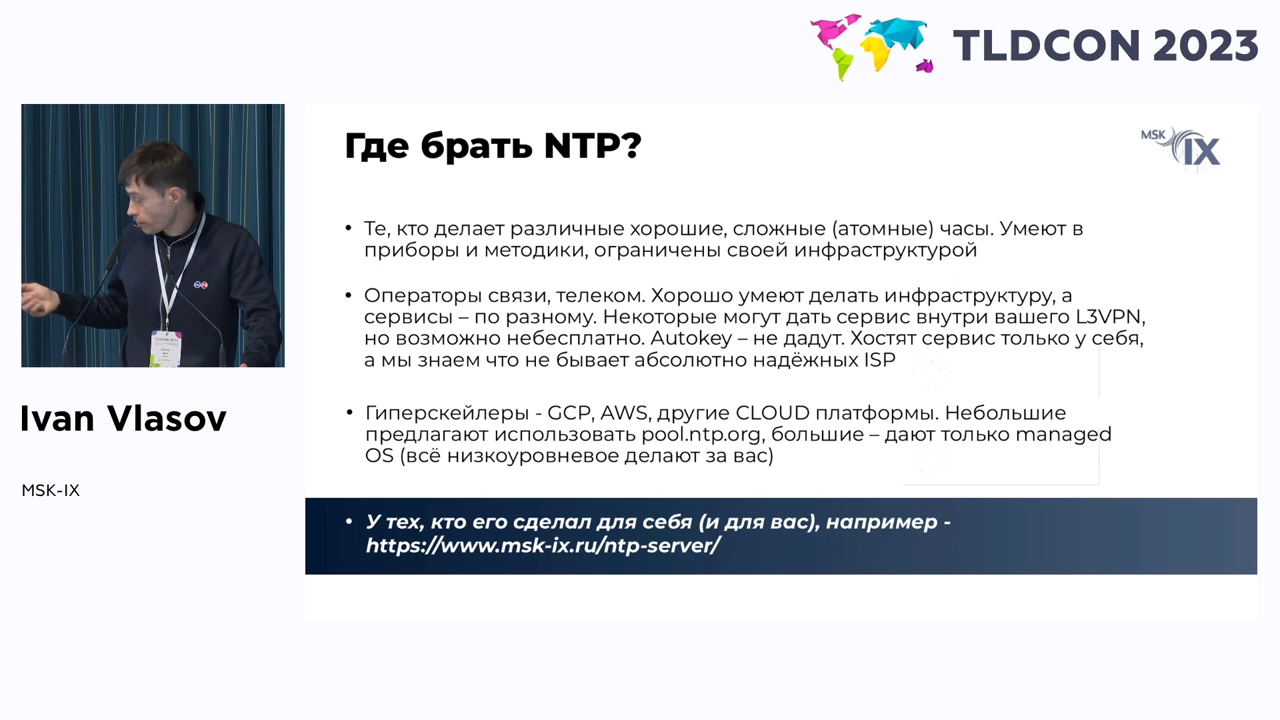 TLDCON 2023
Где брать NTP?
MSK IX
• Те, кто делает различные хорошие, сложные (атомные) часы. Умеют в
приборы и методики, ограничены своей инфраструктурой
• Операторы связи, телеком. Хорошо умеют делать инфраструктуру, а
сервисы – по разному. Некоторые могут дать сервис внутри вашего L3VPN,
но возможно небесплатно. Autokey – не дадут. Хостят сервис только у себя,
а мы знаем что не бывает абсолютно надёжных ISP
• Гиперскейлеры - GCP, AWS, другие CLOUD платформы. Небольшие
предлагают использовать pool.ntp.org, большие – дают только managed
OS (всё низкоуровневое делают за вас)
• У тех, кто его сделал для себя (и для вас), например -
https://www.msk-ix.ru/ntp-server/
Ivan Vlasov
MSK-IX